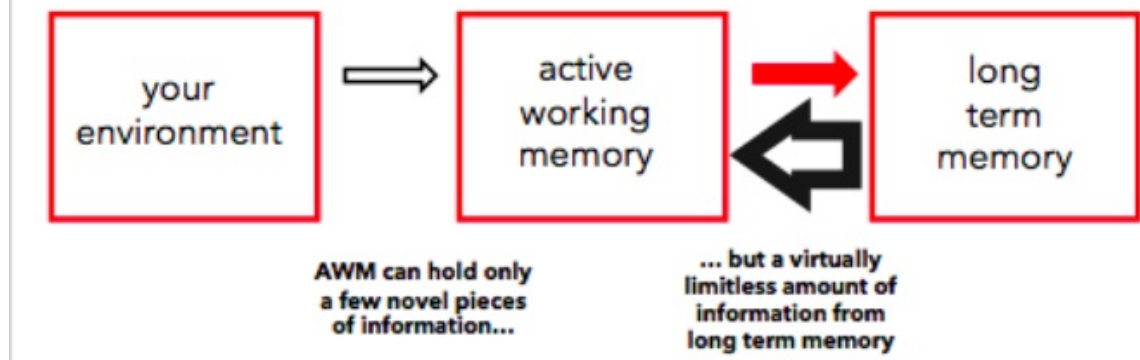 your
environment
active
working
memory
long
term
memory
AWM can hold only
a few novel pieces
of information...
... but a virtually
limitless amount of
information from
long term memory